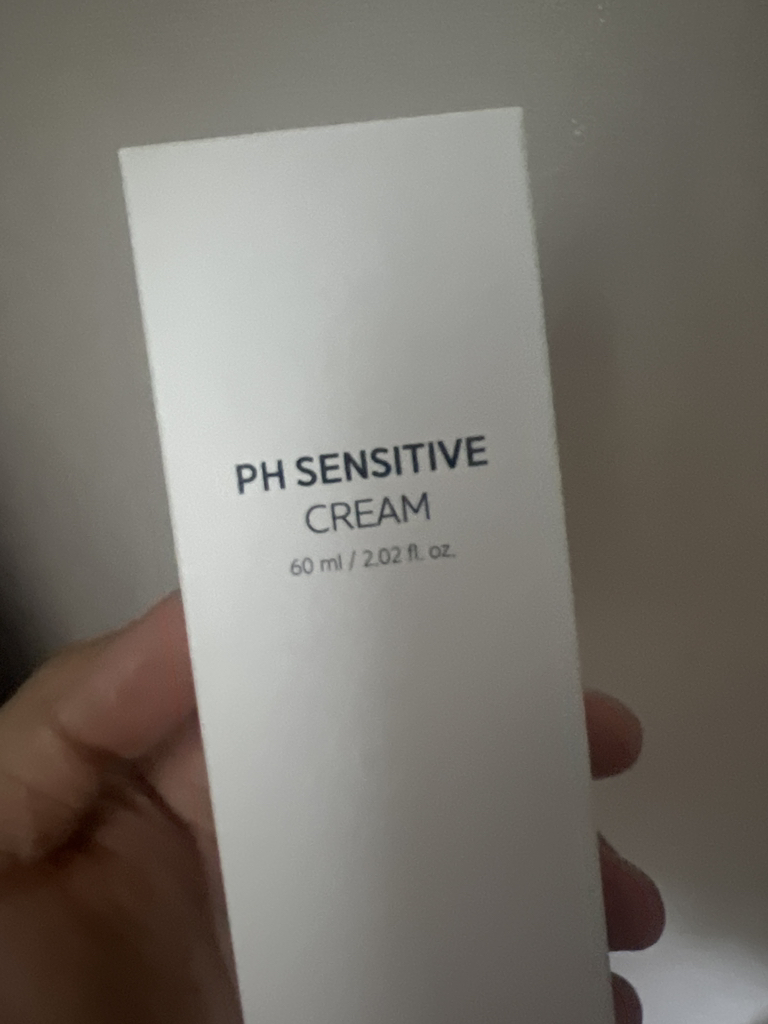 PH SENSITIVE
CREAM
60 ml / 2.02 fl. oz.